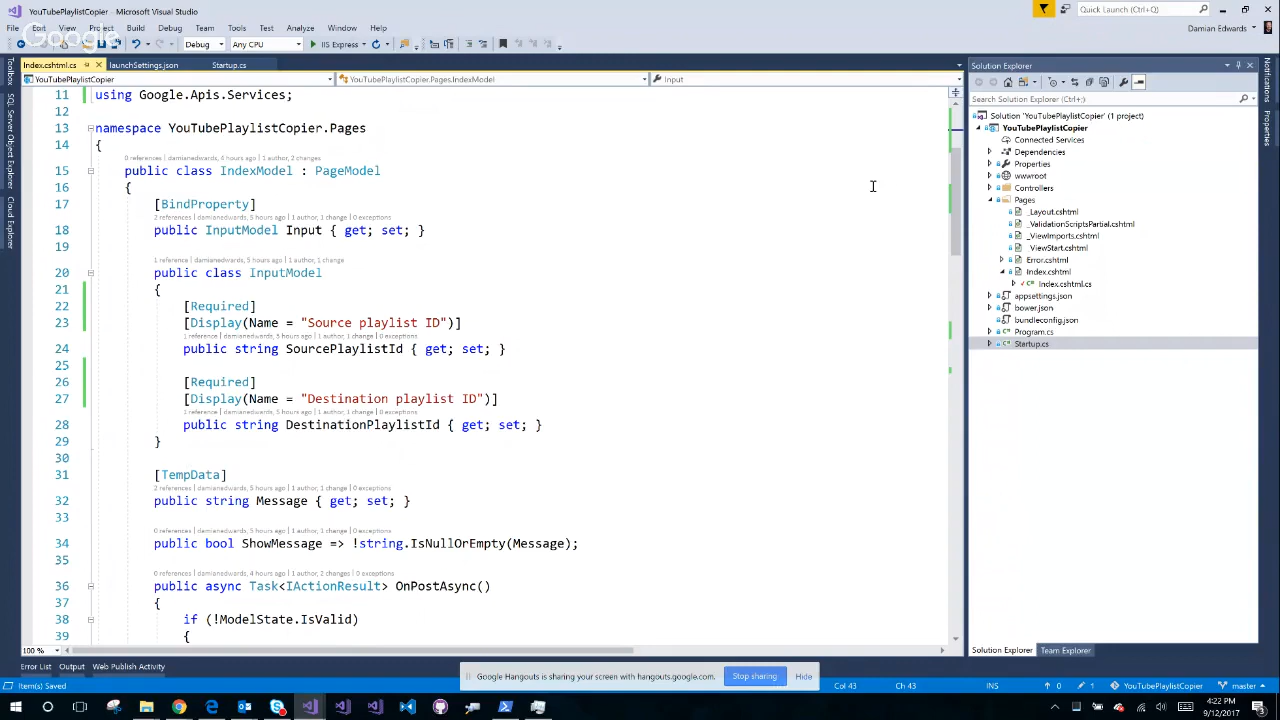 YouTubePlaylistCopier - Microsoft Visual Studio
Quick Launch (Ctrl+;)
File Edit View Project Build Debug Team Tools Test Analyze Window Help
Damian Edwards
Google
Debug Any CPU IIS Express
Index.cshtml.cs launchSettings.json Startup.cs
YouTubePlaylistCopier YouTubePlaylistCopier.Pages.IndexModel Input
Toolbox
SQL Server Object Explorer
Cloud Explorer
11 using Google.Apis.Services;
12
13 namespace YouTubePlaylistCopier.Pages
14 {
0 references | damianedwards, 4 hours ago | 1 author, 2 changes
15 public class IndexModel : PageModel
16 {
17 [BindProperty]
2 references | damianedwards, 5 hours ago | 1 author, 1 change | 0 exceptions
18 public InputModel Input { get; set; }
19
1 reference | damianedwards, 5 hours ago | 1 author, 1 change
20 public class InputModel
21 {
22 [Required]
23 [Display(Name = "Source playlist ID")]
1 reference | damianedwards, 5 hours ago | 1 author, 1 change | 0 exceptions
24 public string SourcePlaylistId { get; set; }
25
26 [Required]
27 [Display(Name = "Destination playlist ID")]
1 reference | damianedwards, 5 hours ago | 1 author, 1 change | 0 exceptions
28 public string DestinationPlaylistId { get; set; }
29 }
30
31 [TempData]
2 references | damianedwards, 5 hours ago | 1 author, 1 change | 0 exceptions
32 public string Message { get; set; }
33
0 references | damianedwards, 5 hours ago | 1 author, 1 change | 0 exceptions
34 public bool ShowMessage => !string.IsNullOrEmpty(Message);
35
0 references | damianedwards, 4 hours ago | 1 author, 2 changes | 0 exceptions
36 public async Task<IActionResult> OnPostAsync()
37 {
38 if (!ModelState.IsValid)
39 {
100 %
Solution Explorer
Search Solution Explorer (Ctrl+;)
Solution 'YouTubePlaylistCopier' (1 project)
YouTubePlaylistCopier
Connected Services
Dependencies
Properties
wwwroot
Controllers
Pages
_Layout.cshtml
_ValidationScriptsPartial.cshtml
_ViewImports.cshtml
_ViewStart.cshtml
Error.cshtml
Index.cshtml
Index.cshtml.cs
appsettings.json
bower.json
bundleconfig.json
Program.cs
Startup.cs
Solution Explorer Team Explorer
Notifications
Properties
Error List Output Web Publish Activity
Google Hangouts is sharing your screen with hangouts.google.com. Stop sharing Hide
Item(s) Saved Col 43 Ch 43 INS 0 1 YouTubePlaylistCopier master
4:22 PM
9/12/2017